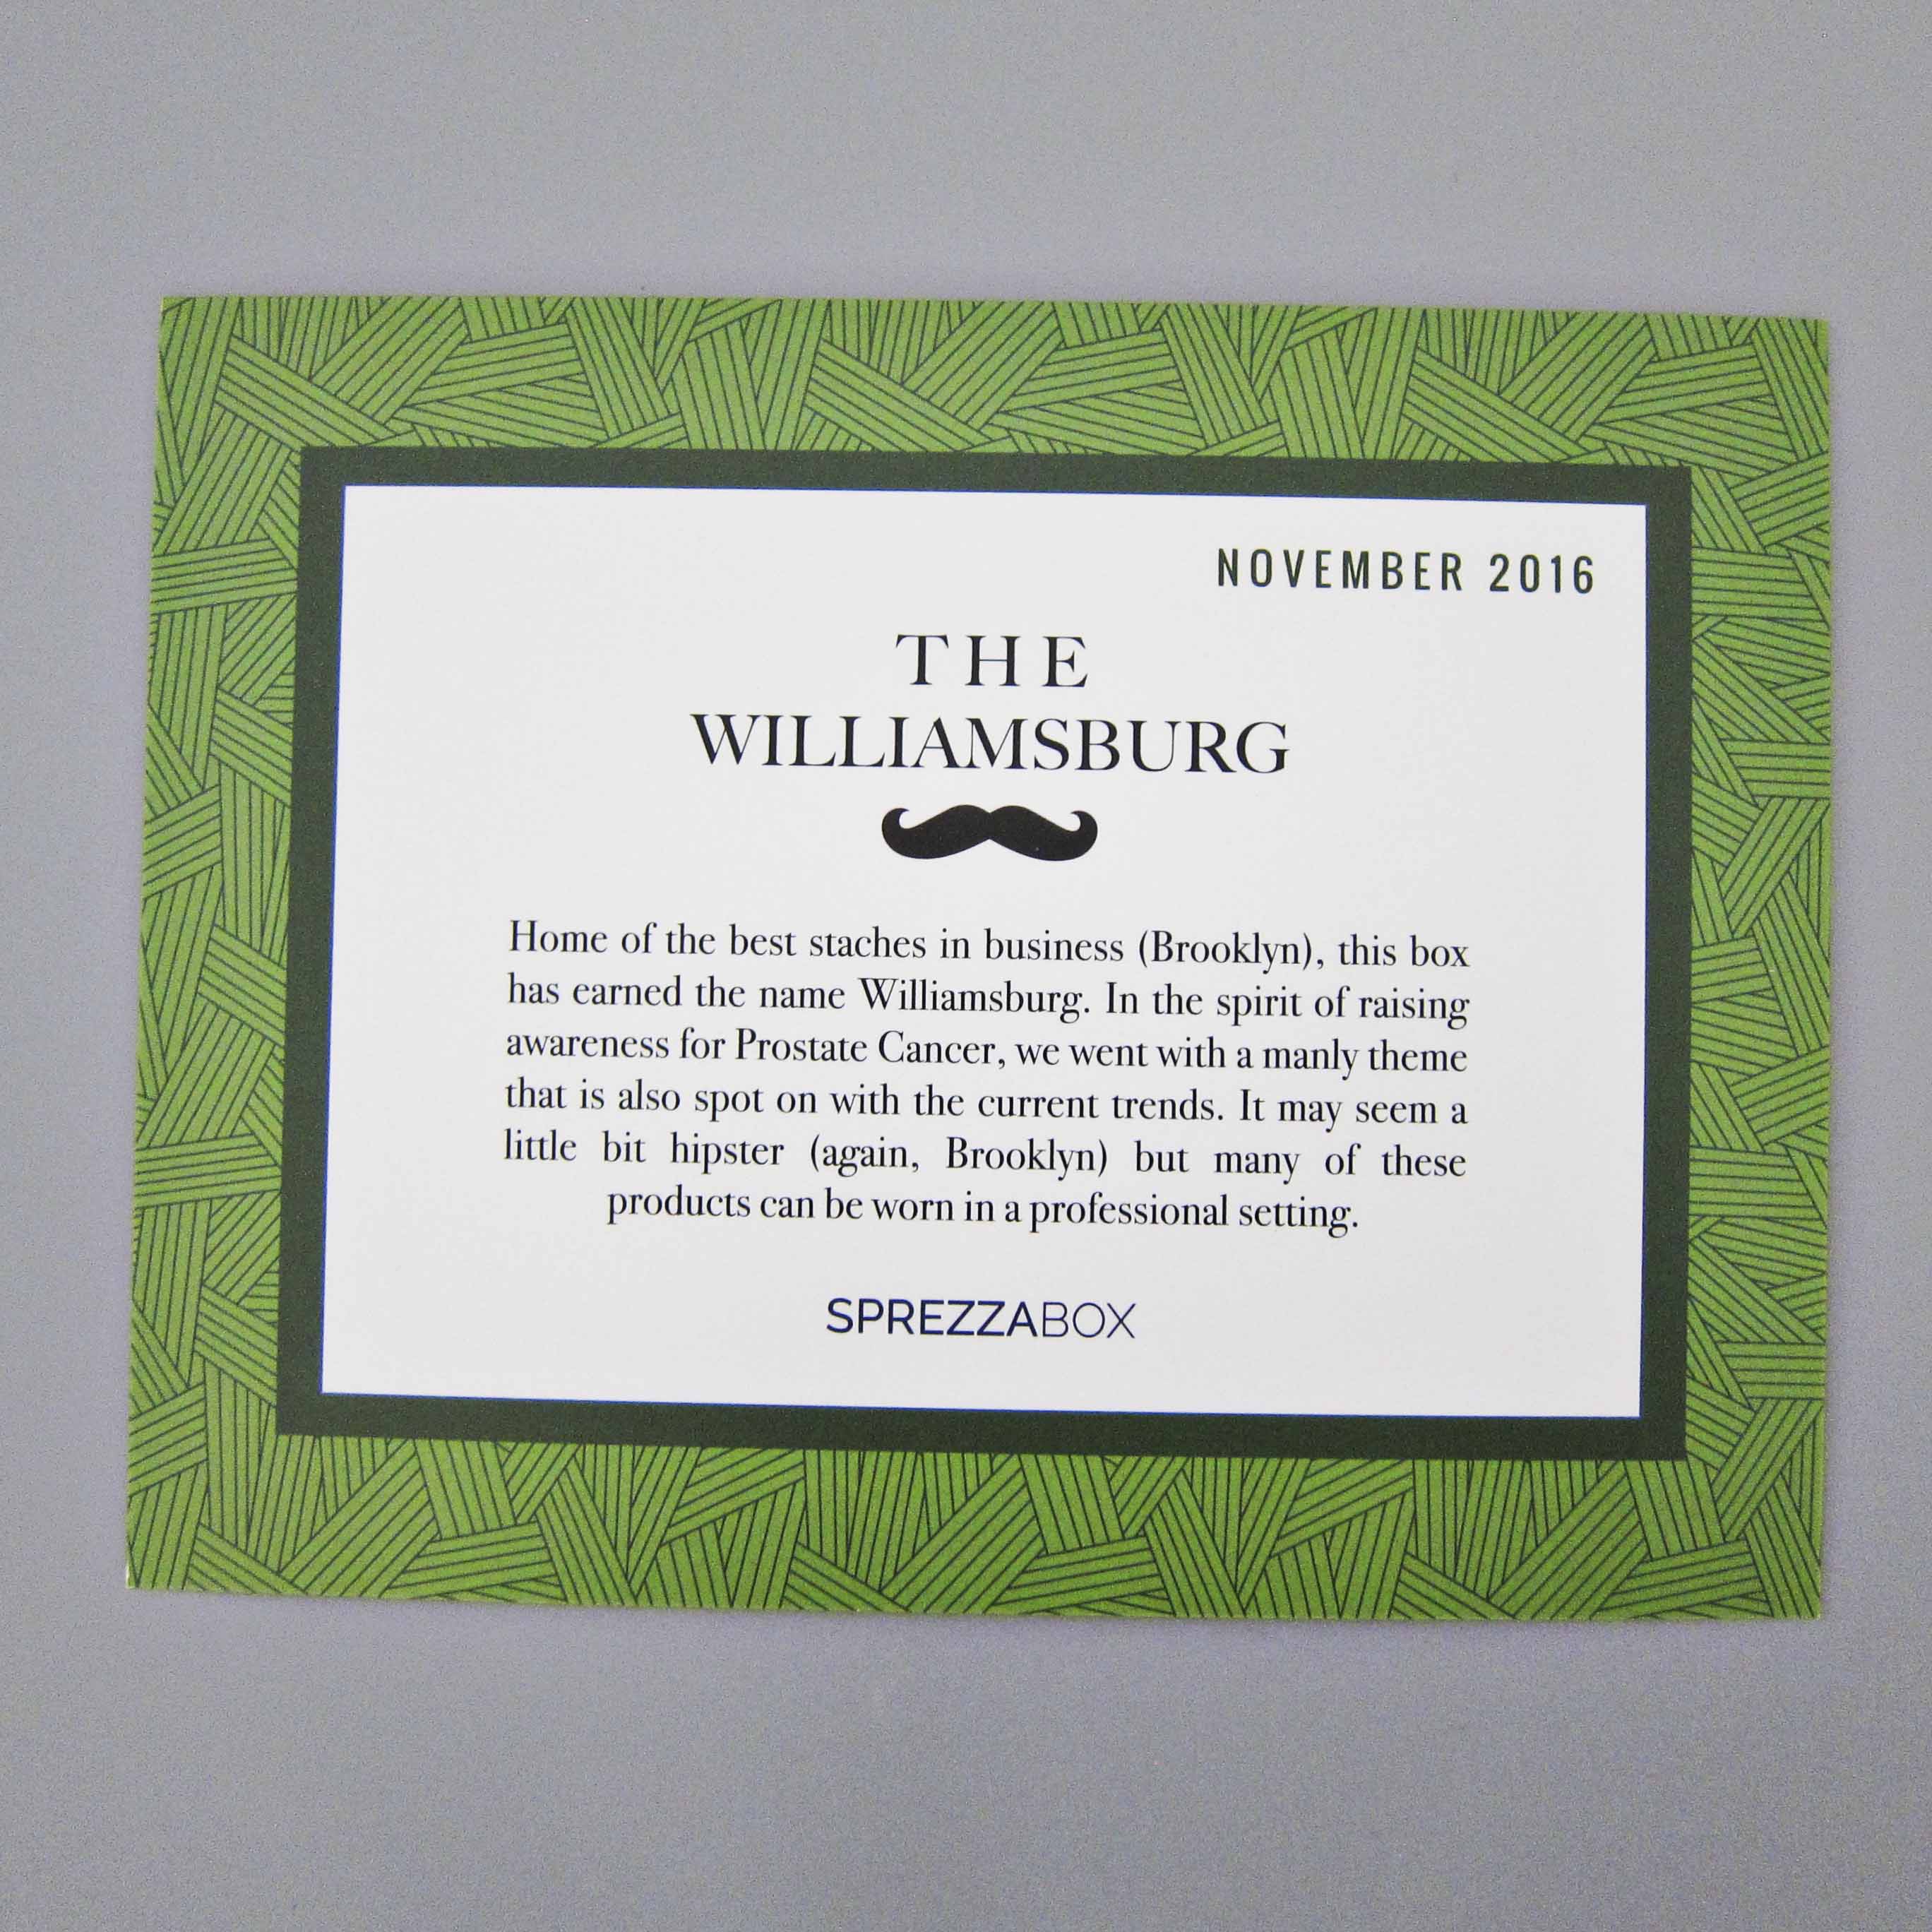 NOVEMBER 2016
THE
WILLIAMSBURG
Home of the best staches in business (Brooklyn), this box
has earned the name Williamsburg. In the spirit of raising
awareness for Prostate Cancer, we went with a manly theme
that is also spot on with the current trends. It may seem a
little bit hipster (again, Brooklyn) but many of these
products can be worn in a professional setting.
SPREZZABOX